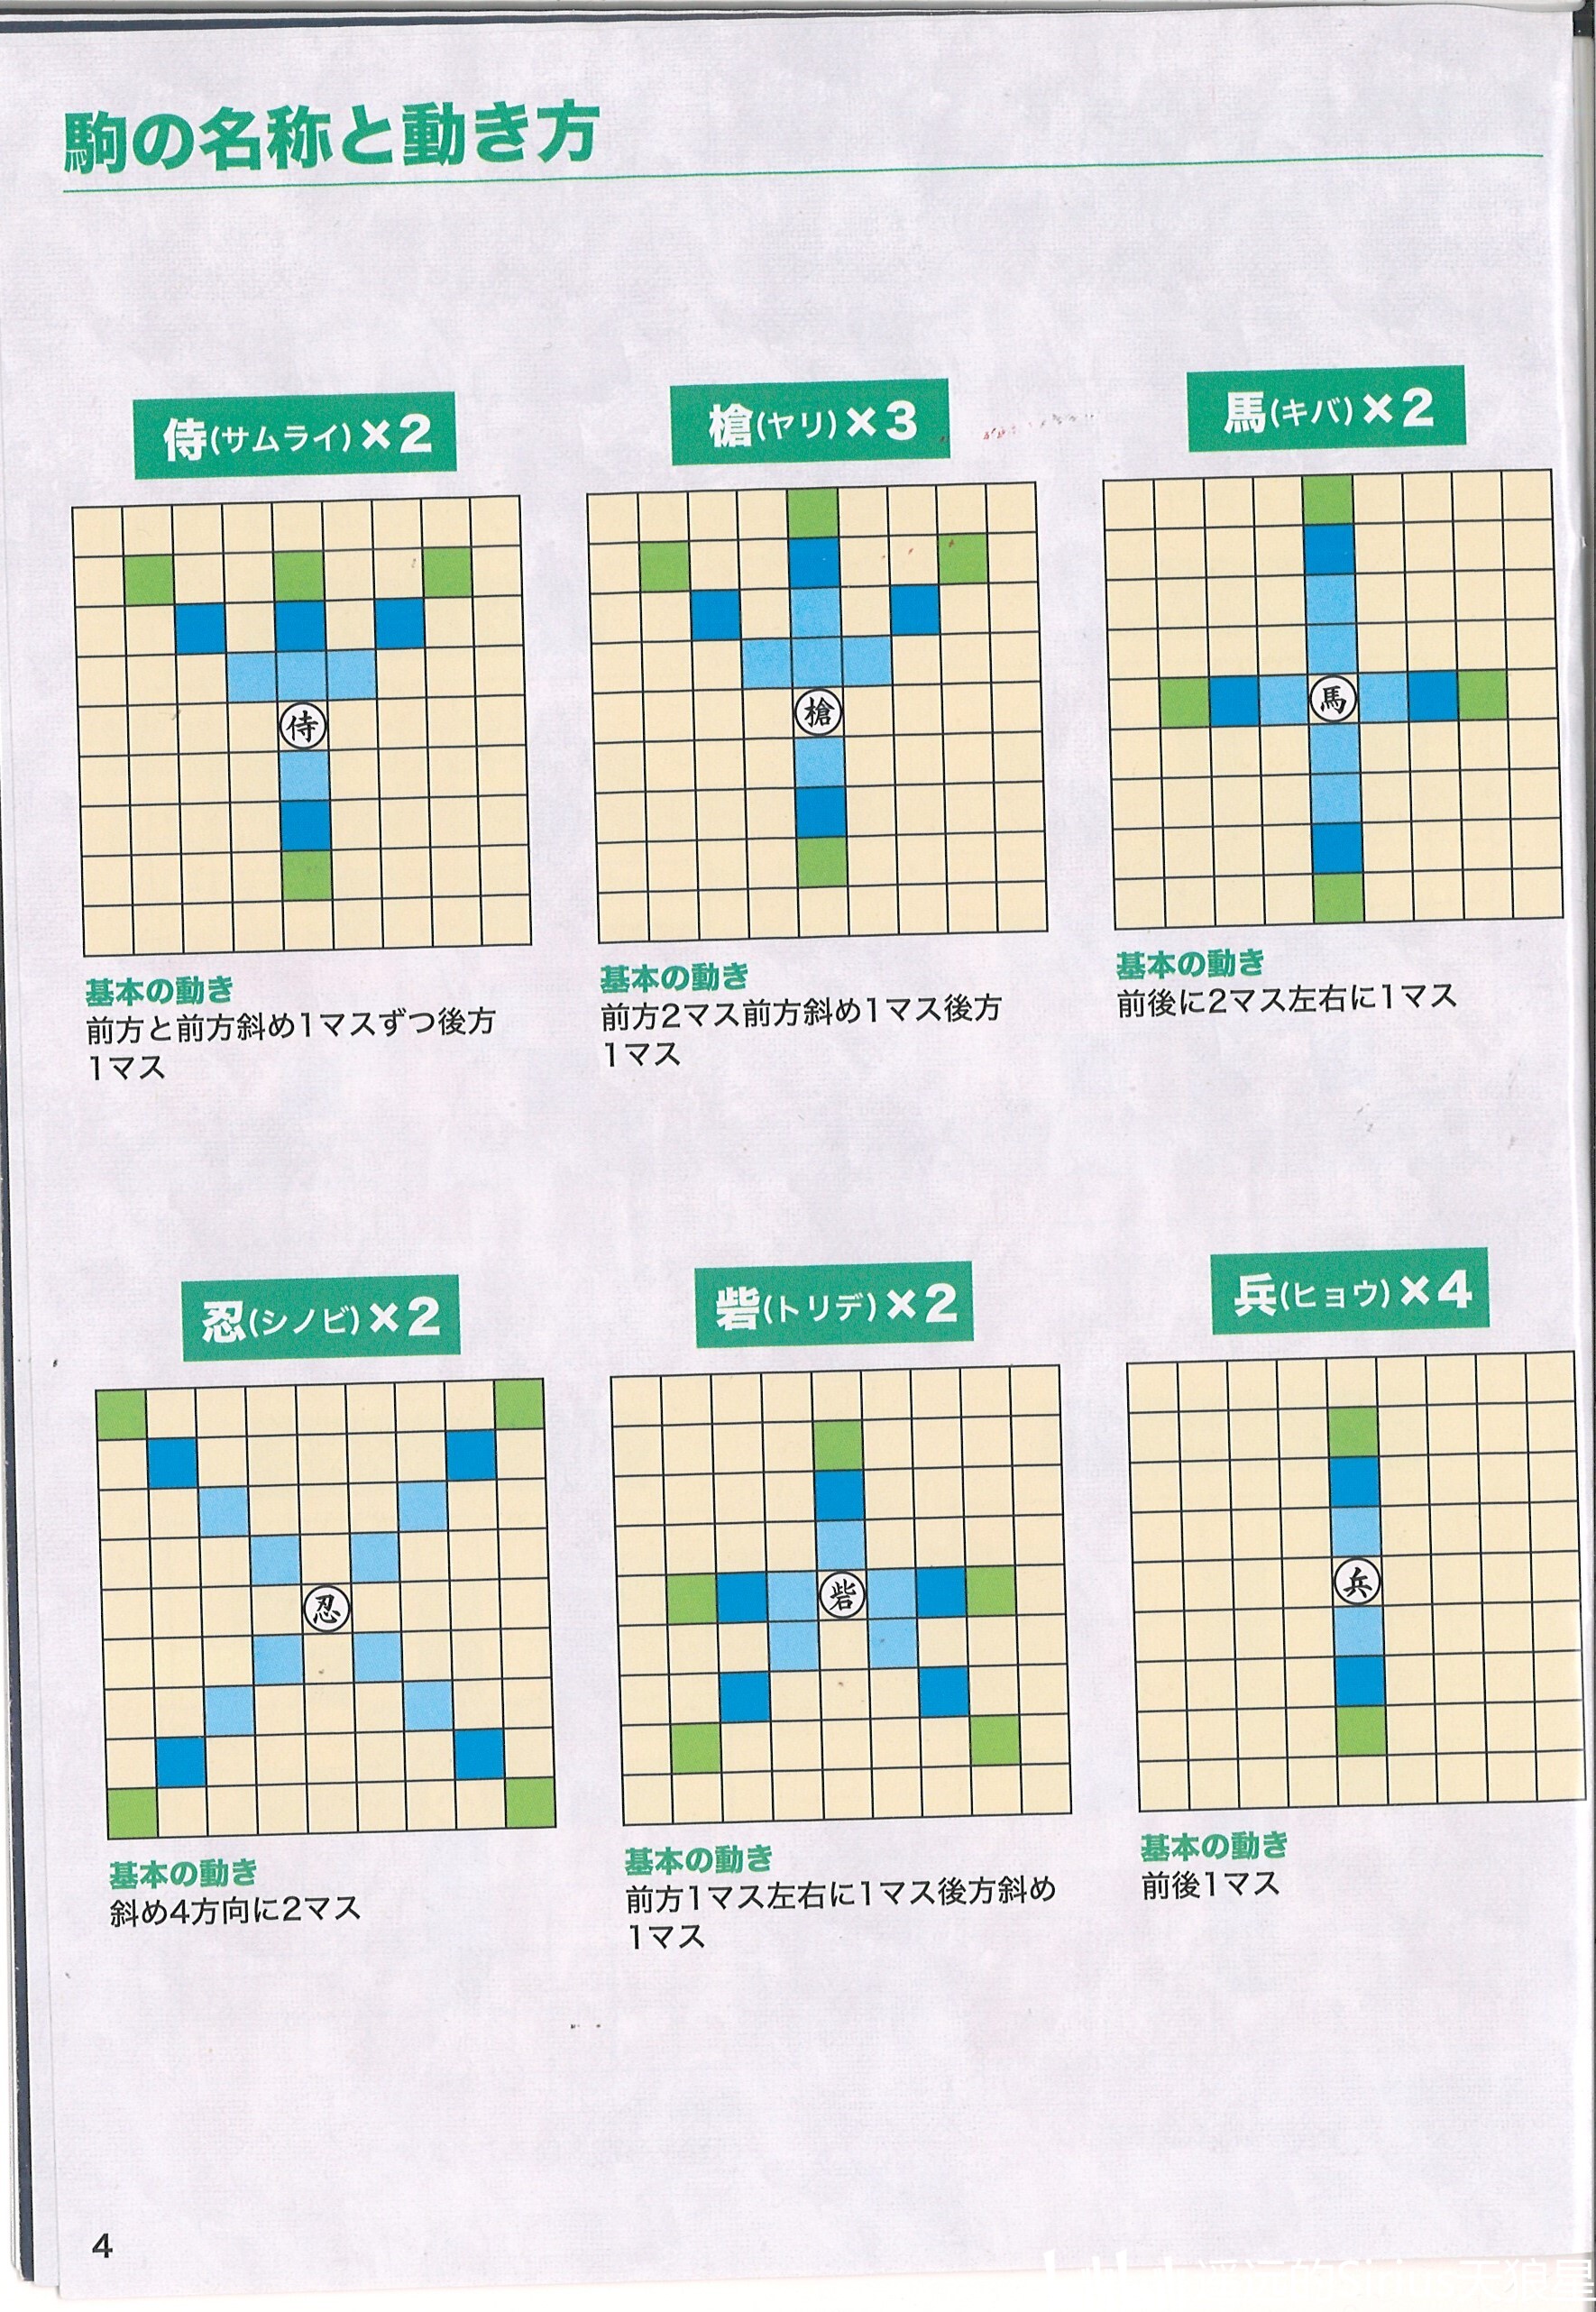 駒の名称と動き方
侍(サムライ)×2
槍(ヤリ)×3
馬(キバ)×2
侍
槍
馬
基本の動き
前方と前方斜め1マスずつ後方
1マス
基本の動き
前方2マス前方斜め1マス後方
1マス
基本の動き
前後に2マス左右に1マス
忍(シノビ)×2
砦(トリデ)×2
兵(ヒョウ)×4
忍
砦
兵
基本の動き
斜め4方向に2マス
基本の動き
前方1マス左右に1マス後方斜め
1マス
基本の動き
前後1マス
4
天狼星